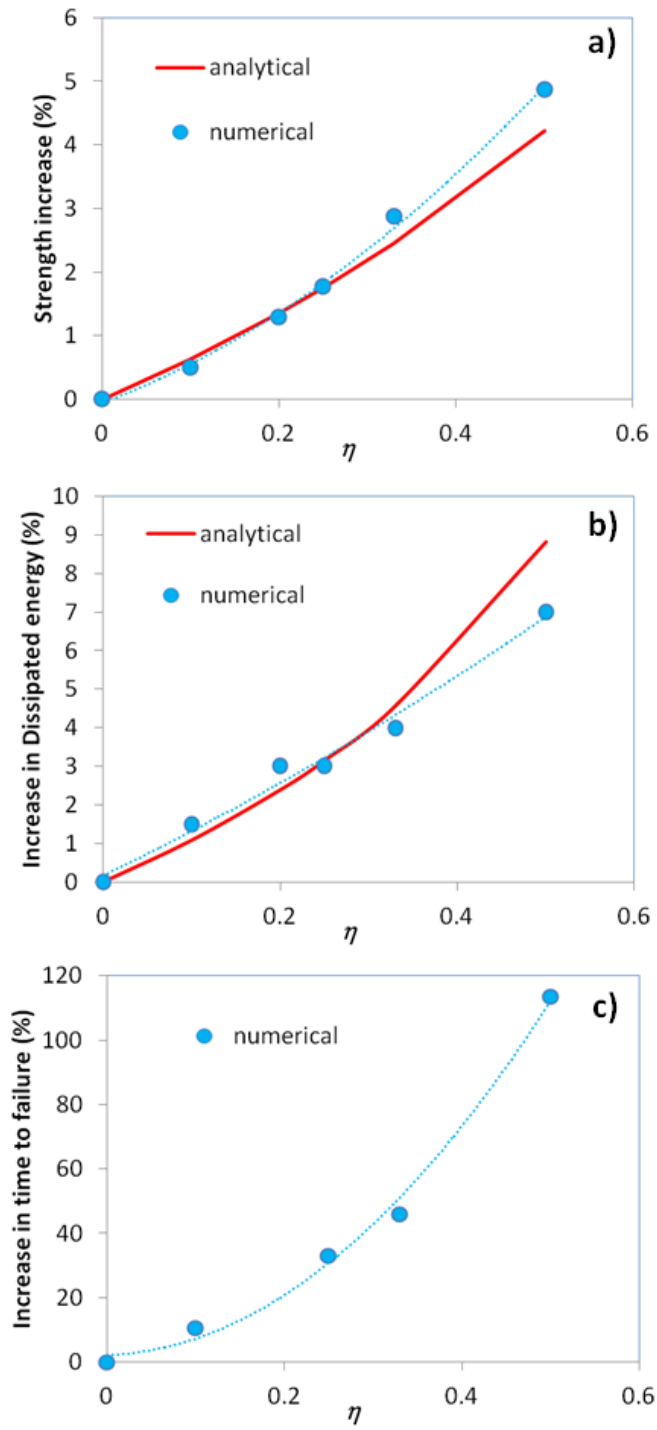 6
a)
analytical
5
numerical
4
3
2
1
0
Strength increase (%)
0
0.2
0.4
0.6
η
10
b)
analytical
9
8
numerical
7
6
5
4
3
2
1
0
Increase in Dissipated energy (%)
0
0.2
0.4
0.6
η
120
c)
numerical
100
80
60
40
20
0
Increase in time to failure (%)
0
0.2
0.4
0.6
η